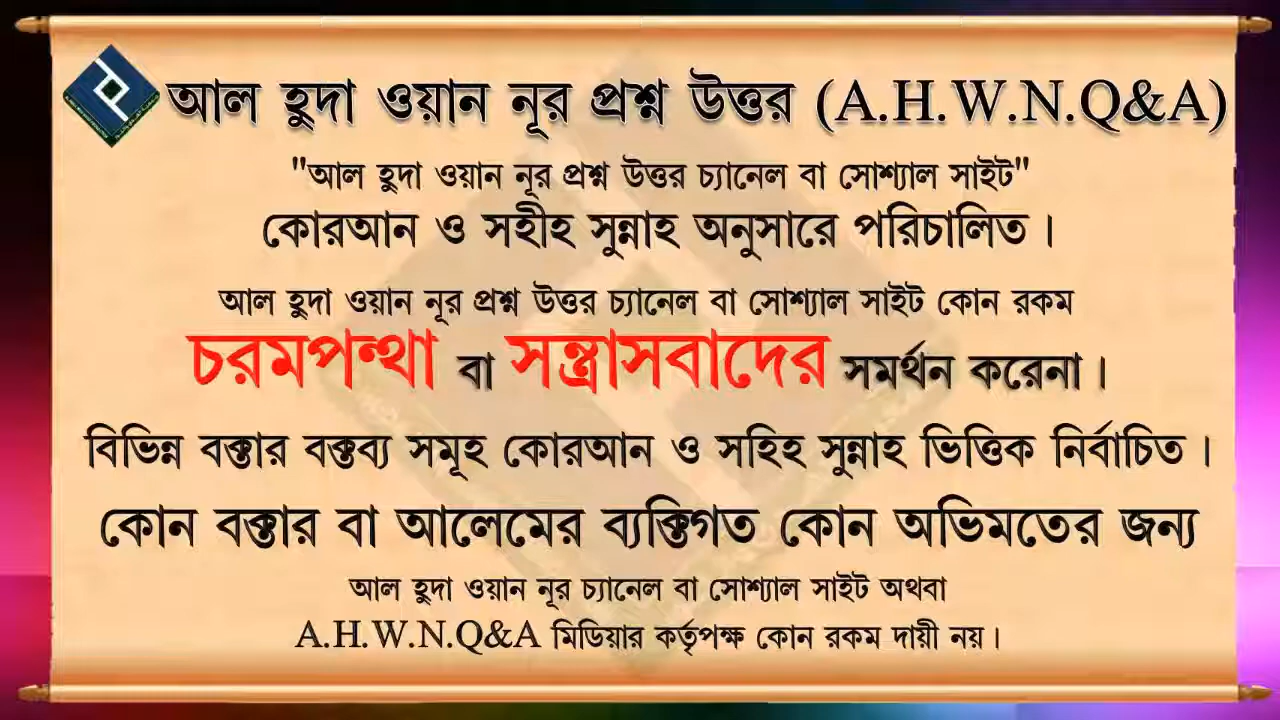 আল হুদা ওয়ান নূর প্রশ্ন উত্তর (A.H.W.N.Q&A)
"আল হুদা ওয়ান নূর প্রশ্ন উত্তর চ্যানেল বা সোশ্যাল সাইট"
কোরআন ও সহীহ সুন্নাহ অনুসারে পরিচালিত।
আল হুদা ওয়ান নূর প্রশ্ন উত্তর চ্যানেল বা সোশ্যাল সাইট কোন রকম
চরমপন্থা বা সন্ত্রাসবাদের সমর্থন করেনা।
বিভিন্ন বক্তার বক্তব্য সমূহ কোরআন ও সহিহ সুন্নাহ ভিত্তিক নির্বাচিত।
কোন বক্তার বা আলেমের ব্যক্তিগত কোন অভিমতের জন্য
আল হুদা ওয়ান নূর চ্যানেল বা সোশ্যাল সাইট অথবা
A.H.W.N.Q&A মিডিয়ার কর্তৃপক্ষ কোন রকম দায়ী নয়।